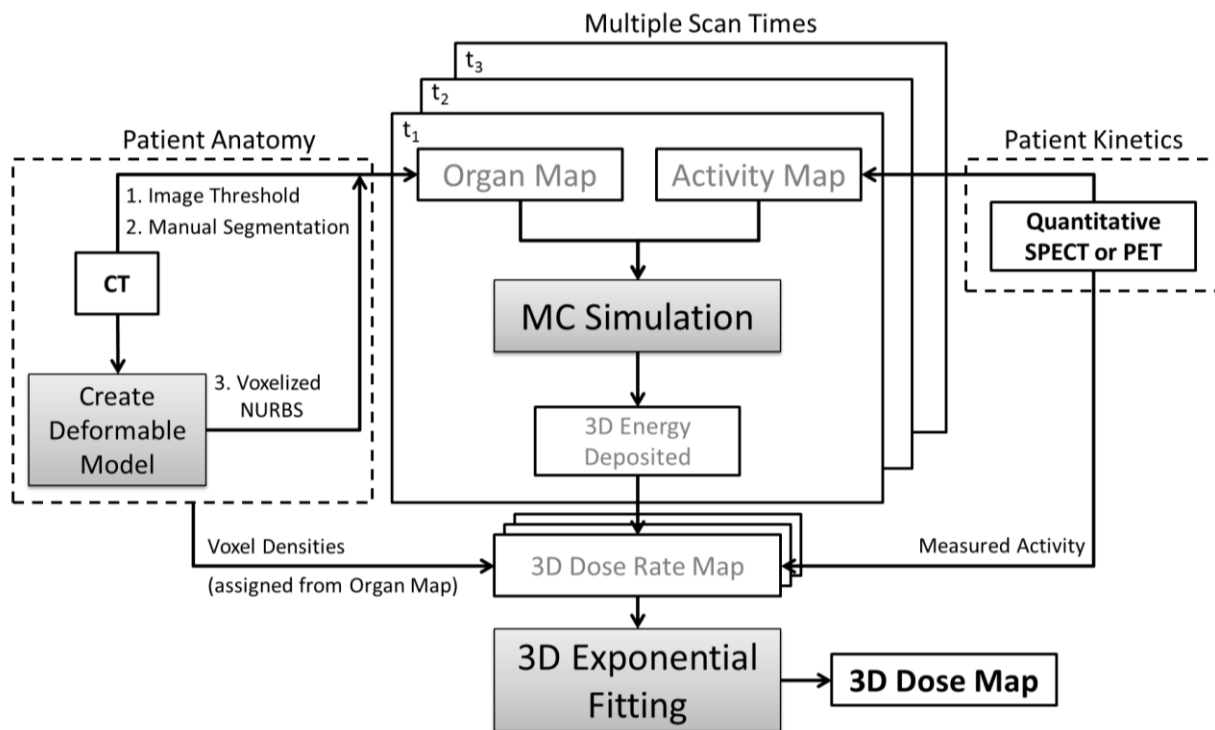 Multiple Scan Times
t3
t2
t1
Patient Anatomy
Patient Kinetics
Organ Map
Activity Map
1. Image Threshold
2. Manual Segmentation
CT
Quantitative
SPECT or PET
MC Simulation
Create
Deformable
Model
3. Voxelized
NURBS
3D Energy
Deposited
Voxel Densities
(assigned from Organ Map)
3D Dose Rate Map
Measured Activity
3D Exponential
Fitting
3D Dose Map